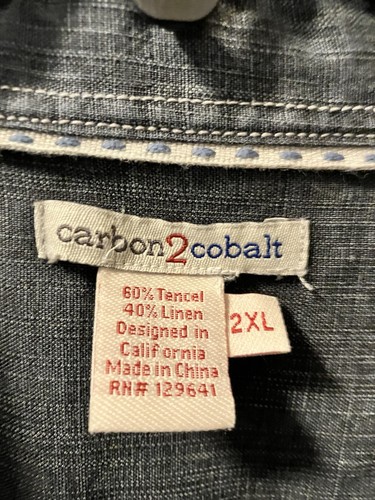 carbon2cobalt
60% Tencel
40% Linen
Designed in
California
Made in China
RN# 129641
2XL